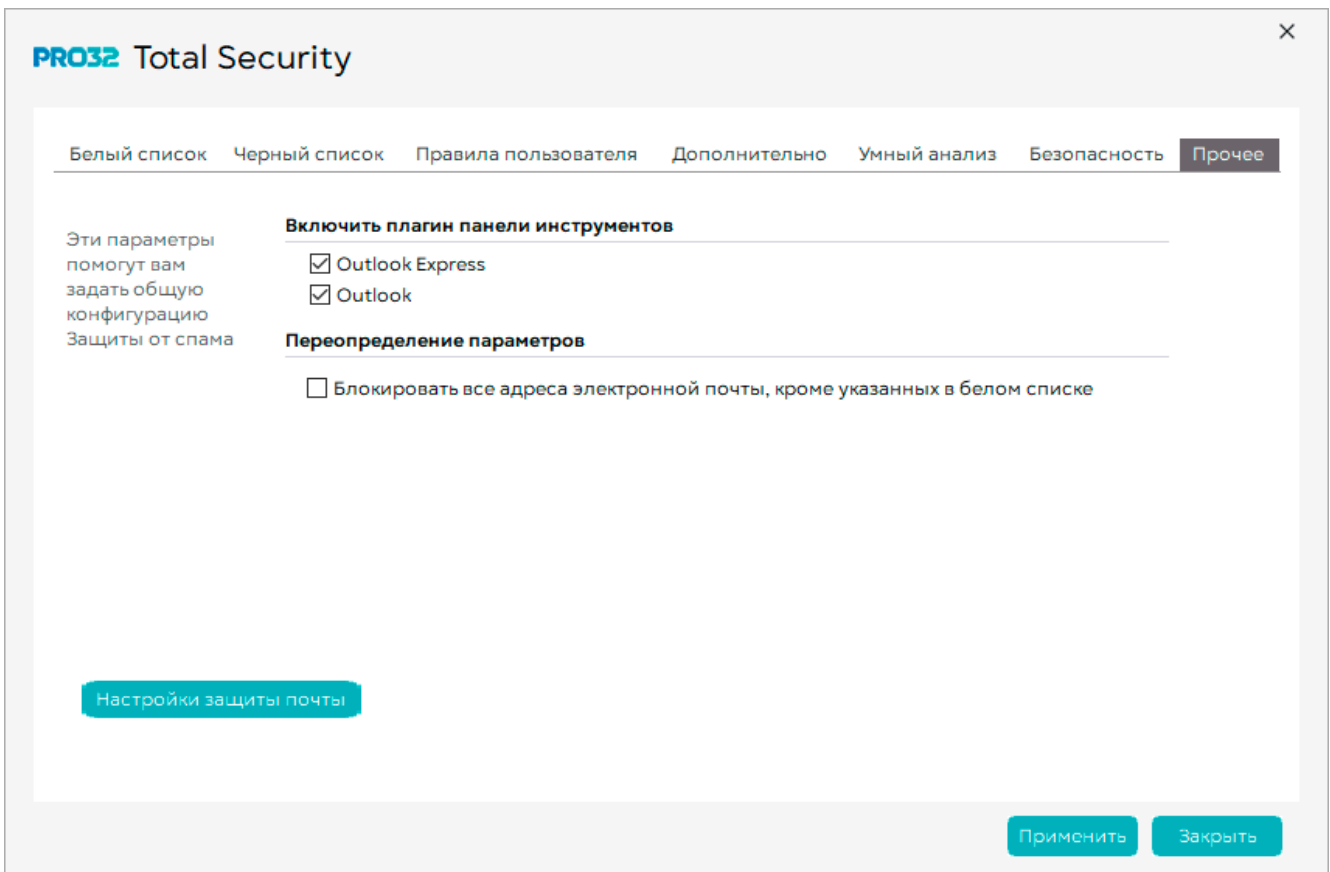 PRO32 Total Security
Белый список Черный список Правила пользователя Дополнительно Умный анализ Безопасность Прочее
Эти параметры
помогут вам
задать общую
конфигурацию
Защиты от спама
Включить плагин панели инструментов
Outlook Express
Outlook
Переопределение параметров
Блокировать все адреса электронной почты, кроме указанных в белом списке
Настройки защиты почты
Применить Закрыть